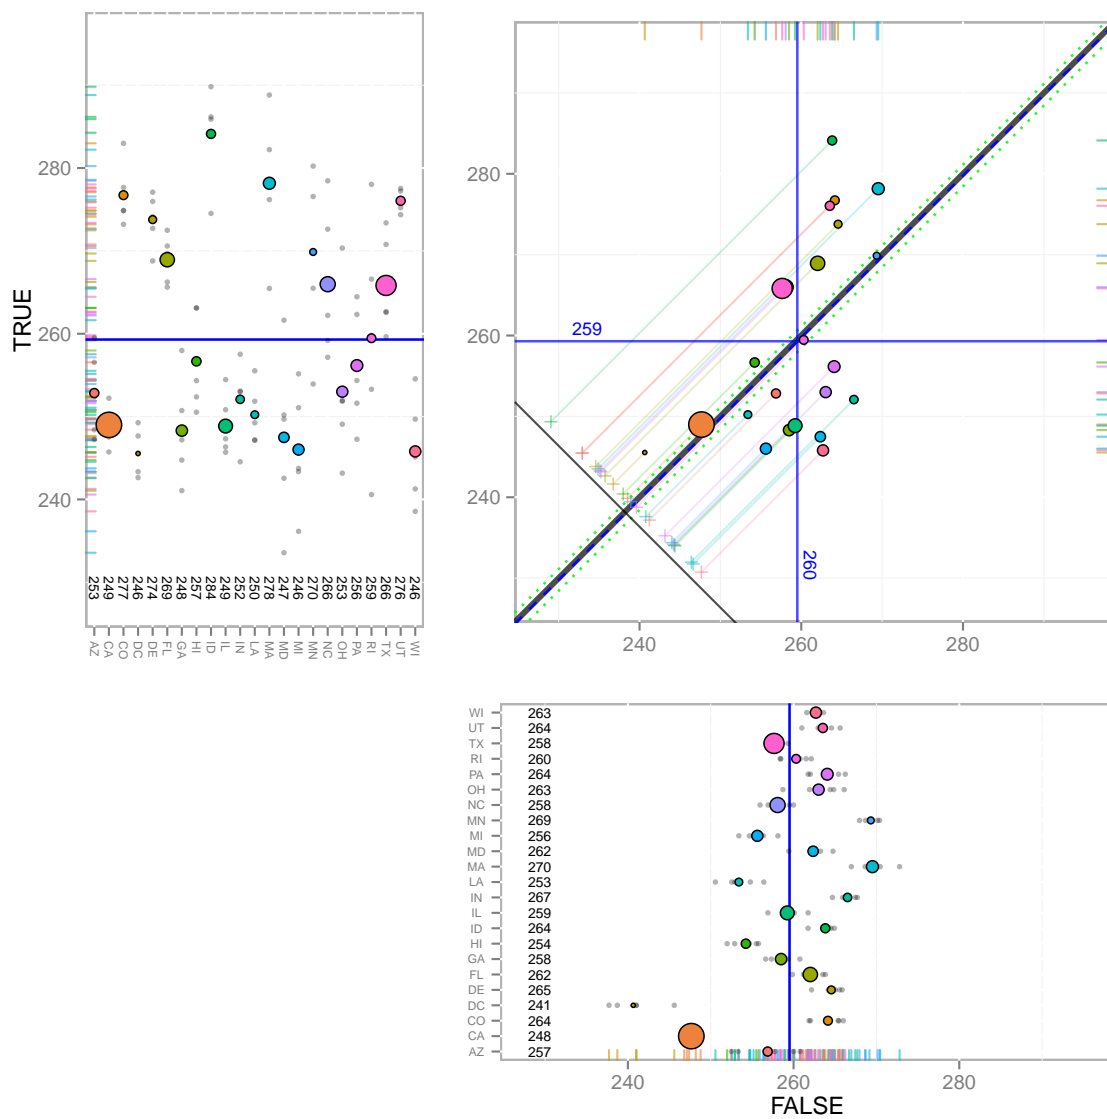 TRUE
280
260
240
253
249
277
246
274
269
248
257
284
249
252
250
278
247
246
270
266
253
256
259
266
276
246
AZ
CA
CO
DC
DE
FL
GA
HI
ID
IL
IN
LA
MA
MD
MI
MN
NC
OH
PA
RI
TX
UT
WI
280
260
240
259
260
240
260
280
WI 263
UT 264
TX 258
RI 260
PA 264
OH 263
NC 258
MN 269
MI 256
MD 262
MA 270
LA 253
IN 267
IL 259
ID 264
HI 254
GA 258
FL 262
DE 265
DC 241
CO 264
CA 248
AZ 257
240 260 280
FALSE